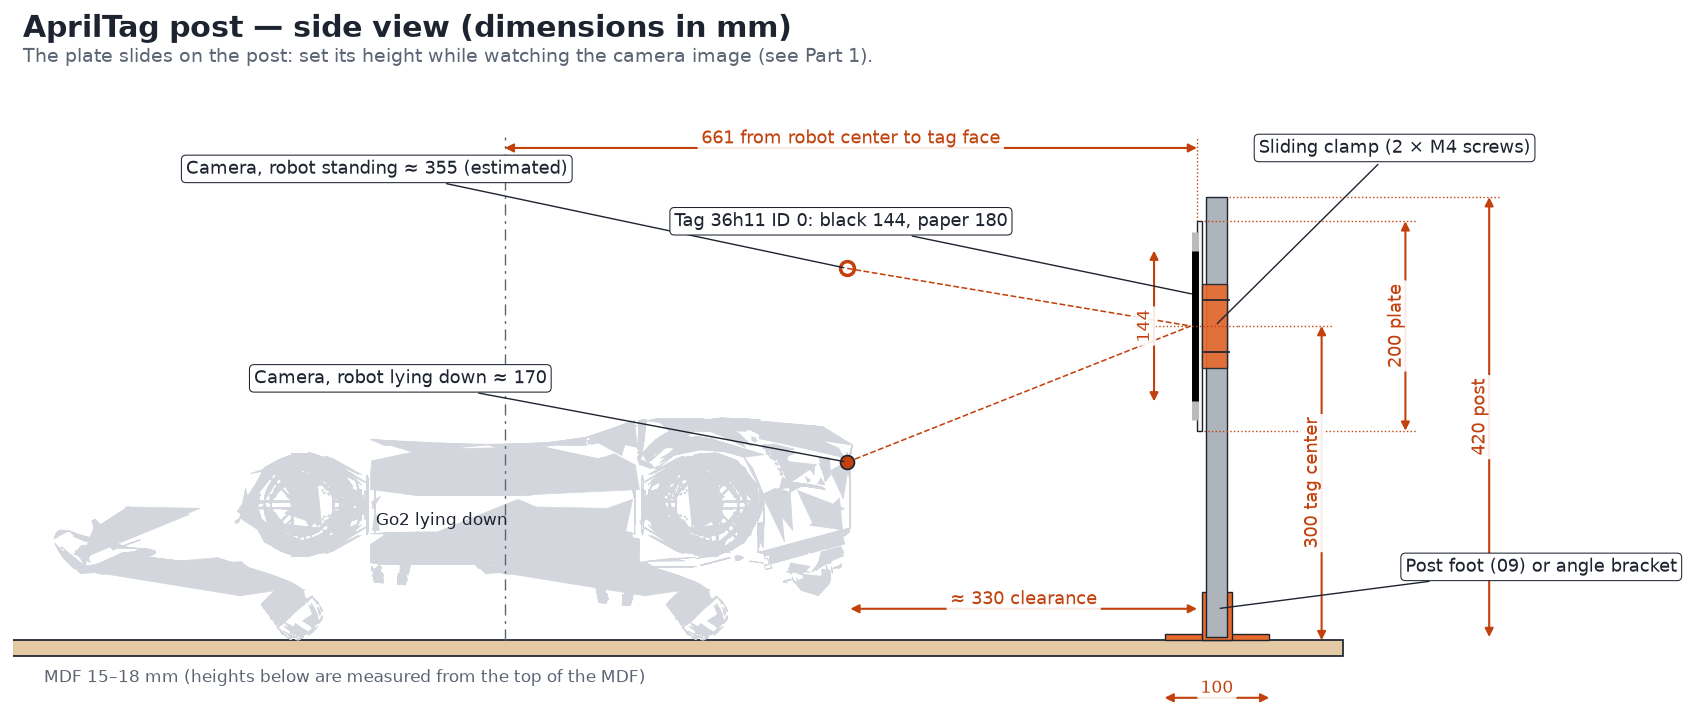 AprilTag post — side view (dimensions in mm)
The plate slides on the post: set its height while watching the camera image (see Part 1).
661 from robot center to tag face
Sliding clamp (2 × M4 screws)
Camera, robot standing ≈ 355 (estimated)
Tag 36h11 ID 0: black 144, paper 180
144
200 plate
Camera, robot lying down ≈ 170
420 post
300 tag center
Go2 lying down
Post foot (09) or angle bracket
≈ 330 clearance
MDF 15–18 mm (heights below are measured from the top of the MDF)
100